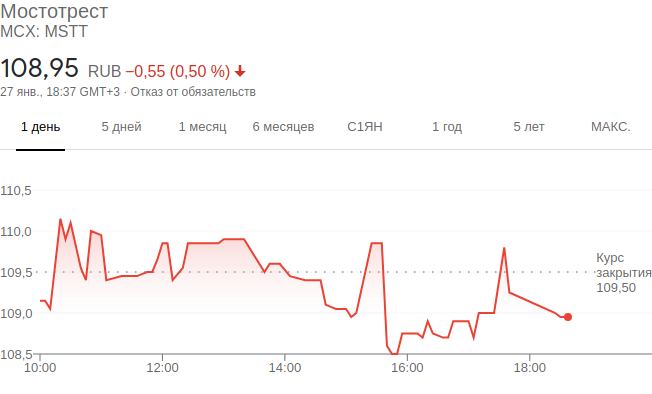 Мостотрест
MCX: MSTT
108,95 RUB −0,55 (0,50 %)
27 янв., 18:37 GMT+3 · Отказ от обязательств
1 день 5 дней 1 месяц 6 месяцев С1ЯН 1 год 5 лет МАКС.
110,5
110,0
109,5
109,0
108,5
Курс
закрытия
109,50
10:00 12:00 14:00 16:00 18:00